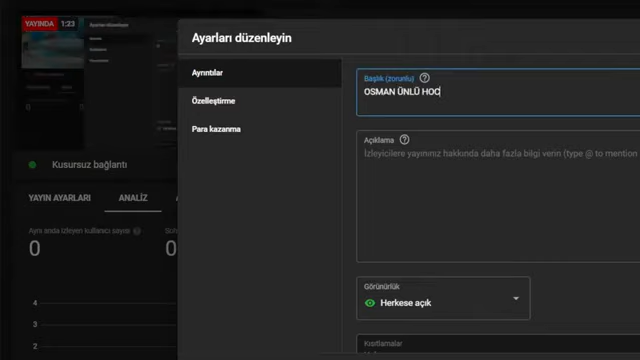 YAYINDA 1:23
Ayarları düzenleyin
Ayarları düzenleyin
Ayrıntılar
Özelleştirme
Para kazanma
Başlık (zorunlu)
OSMAN ÜNLÜ HOC
Açıklama
İzleyicilere yayınınız hakkında daha fazla bilgi verin (type @ to mention
Görünürlük
Herkese açık
Kısıtlamalar
Kusursuz bağlantı
YAYIN AYARLARI
ANALİZ
Aynı anda izleyen kullanıcı sayısı
0
0
4
3
2